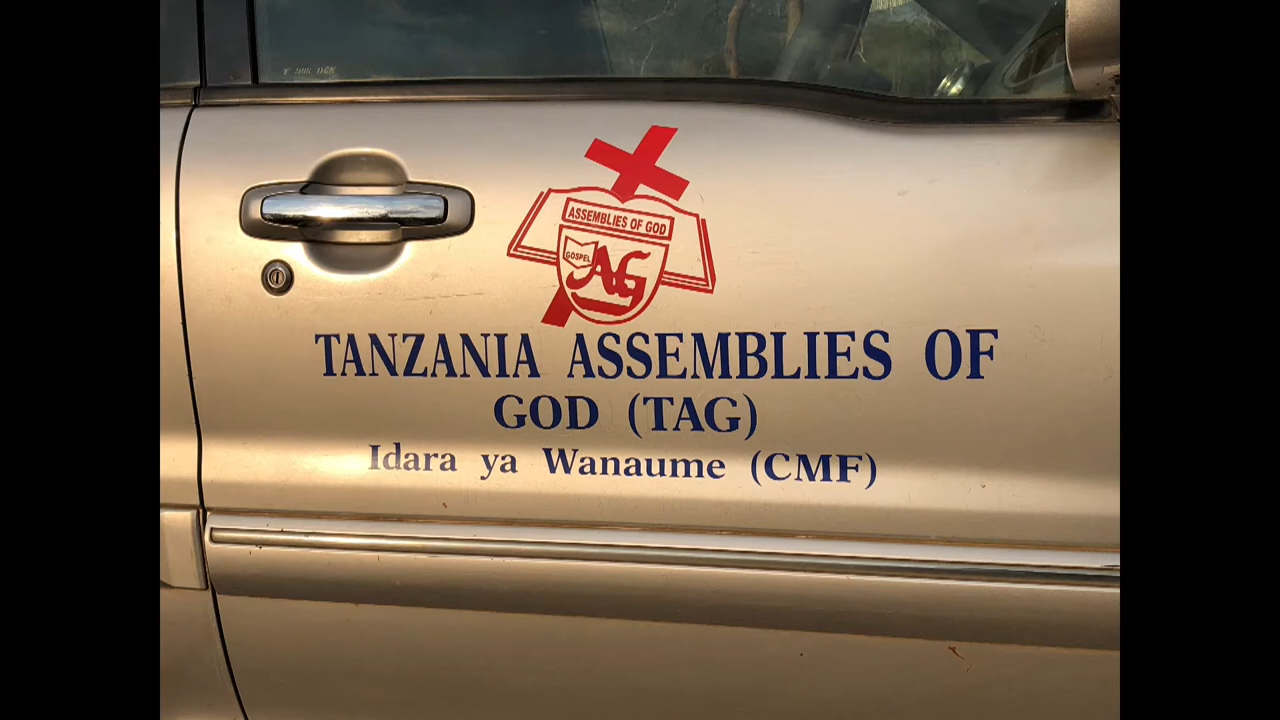 ASSEMBLIES OF GOD
GOSPEL
AG
TANZANIA ASSEMBLIES OF
GOD (TAG)
Idara ya Wanaume (CMF)